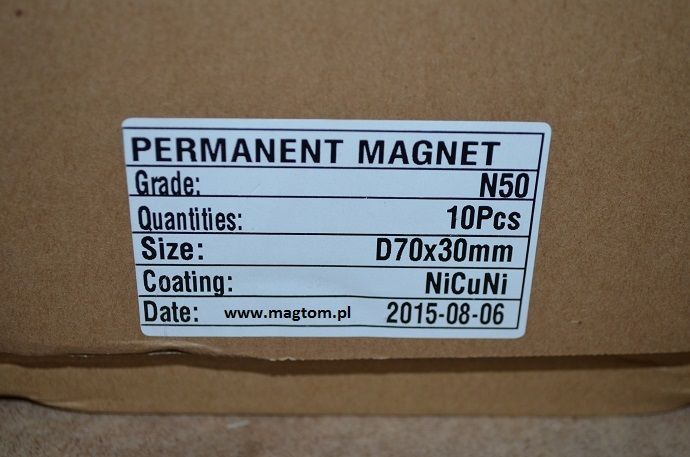 PERMANENT MAGNET
Grade: N50
Quantities: 10Pcs
Size: D70x30mm
Coating: NiCuNi
Date: www.magtom.pl 2015-08-06